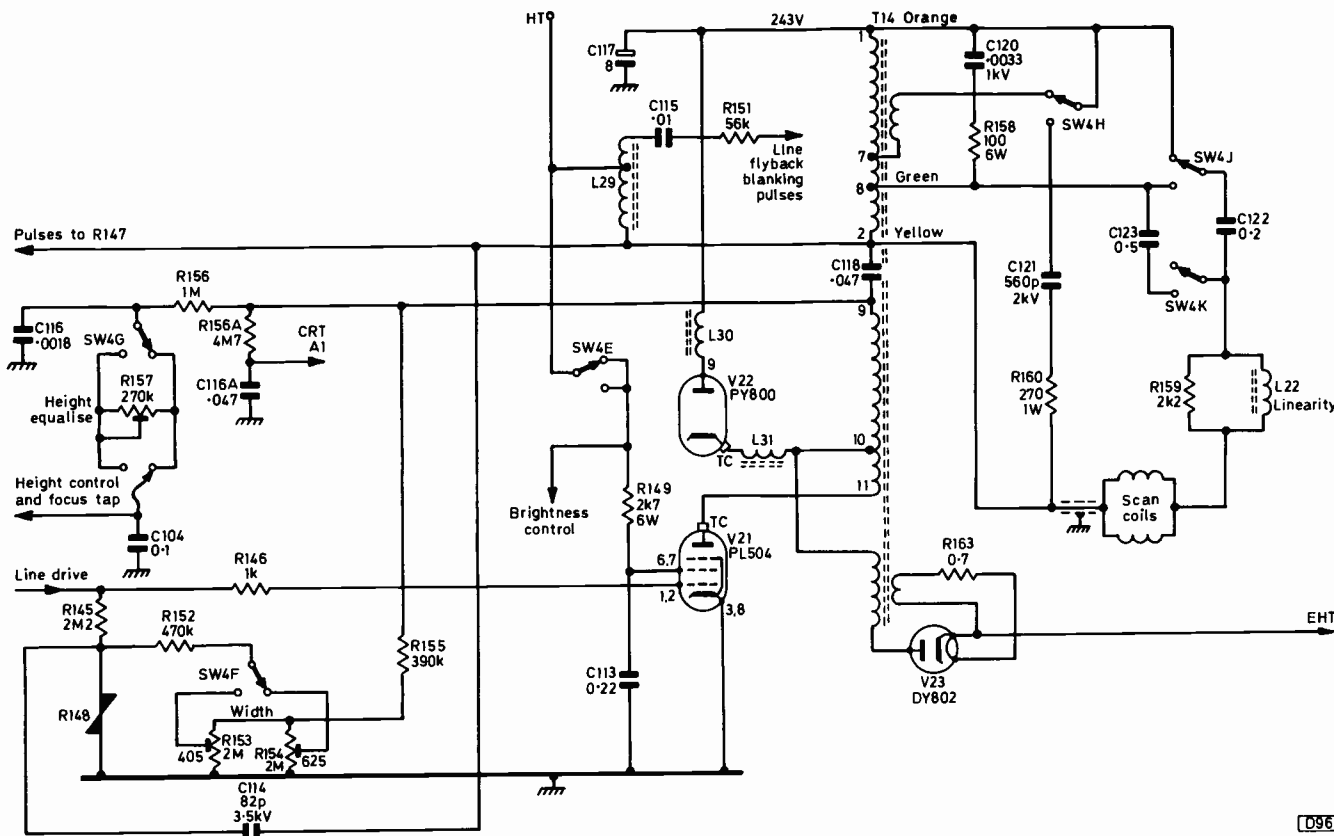 HT
243V
T14 Orange
1
C117
8
C120
·0033
1kV
C115
·01
R151
56k
SW4H
Line
flyback
blanking
pulses
R158
100
6W
SW4J
L29
7
8
Green
Pulses to R147
2
Yellow
C123
0·5
C122
0·2
C118
·047
C121
560p
2kV
SW4K
R156
1M
9
C116
·0018
SW4G
R156A
4M7
CRT
A1
L30
SW4E
9
V22
PY800
R157
270k
C116A
·047
R160
270
1W
R159
2k2
L22
Linearity
Height
equalise
TC
L31
10
11
Height control
and focus tap
Brightness
control
R149
2k7
6W
TC
V21
PL504
Scan
coils
C104
0·1
6,7
R163
0·7
Line drive
R146
1k
1,2
3,8
R145
2M2
R152
470k
R155
390k
EHT
SW4F
C113
0·22
V23
DY802
R148
Width
405
R153
2M
R154
2M
625
C114
82p
3·5kV
D96